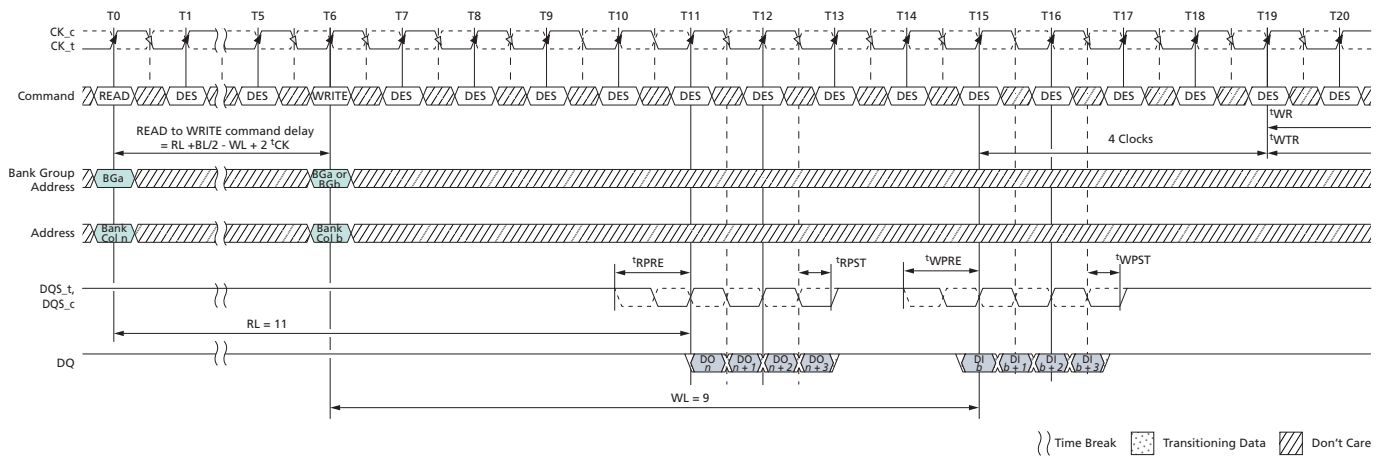 T0 T1 T5 T6 T7 T8 T9 T10 T11 T12 T13 T14 T15 T16 T17 T18 T19 T20
CK_c
CK_t
Command READ DES DES WRITE DES DES DES DES DES DES DES DES DES DES DES DES DES DES
READ to WRITE command delay
= RL +BL/2 - WL + 2 tCK
4 Clocks
tWR
tWTR
Bank Group
Address
BGa
BGa or
BGb
Address
Bank
Col n
Bank
Col b
tRPRE tRPST tWPRE tWPST
DQS_t,
DQS_c
RL = 11
DQ
DO
n
DO
n + 1
DO
n + 2
DO
n + 3
DI
b
DI
b + 1
DI
b + 2
DI
b + 3
WL = 9
Time Break Transitioning Data Don't Care